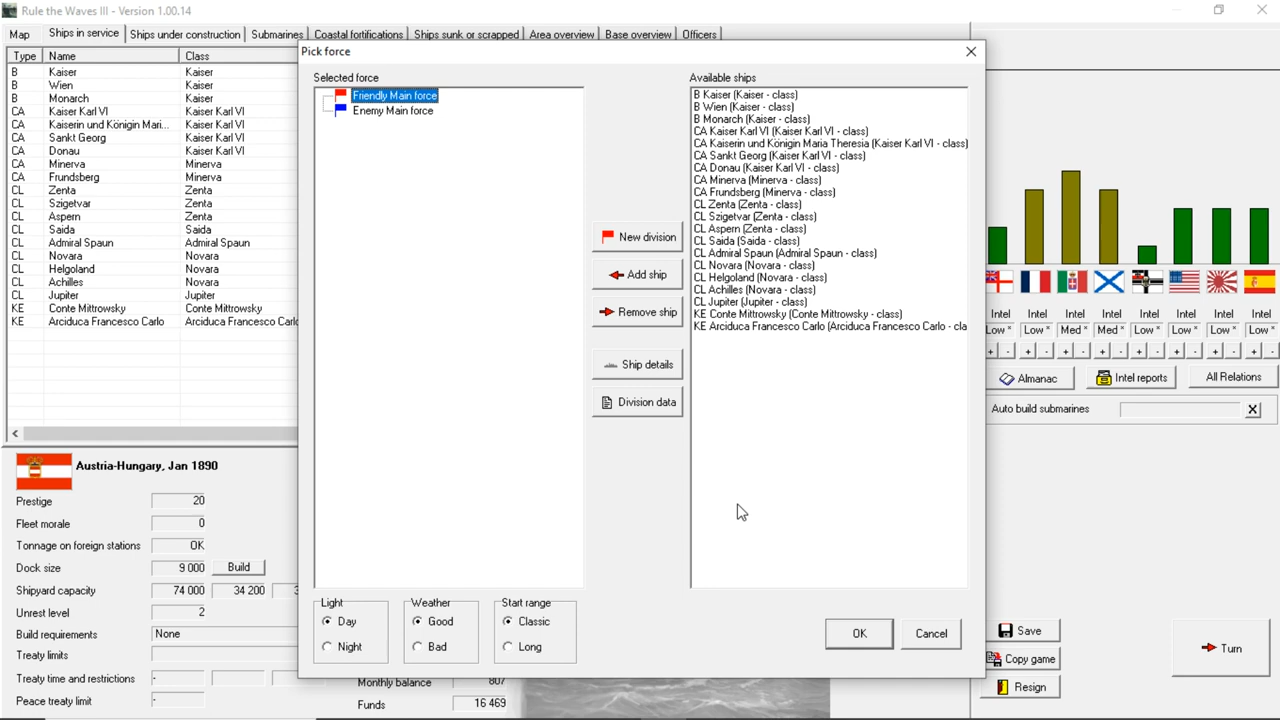 Rule the Waves III - Version 1.00.14
Map
Ships in service
Ships under construction
Submarines
Coastal fortifications
Ships sunk or scrapped
Area overview
Base overview
Officers
Type Name Class
B Kaiser Kaiser
B Wien Kaiser
B Monarch Kaiser
CA Kaiser Karl VI Kaiser Karl VI
CA Kaiserin und Königin Mari... Kaiser Karl VI
CA Sankt Georg Kaiser Karl VI
CA Donau Kaiser Karl VI
CA Minerva Minerva
CA Frundsberg Minerva
CL Zenta Zenta
CL Szigetvar Zenta
CL Aspern Zenta
CL Saida Saida
CL Admiral Spaun Admiral Spaun
CL Novara Novara
CL Helgoland Novara
CL Achilles Novara
CL Jupiter Novara
KE Conte Mittrowsky Conte Mittrowsky
KE Arciduca Francesco Carlo Arciduca Francesco Carlo
Pick force
Selected force
Friendly Main force
Enemy Main force
New division
Add ship
Remove ship
Ship details
Division data
Available ships
B Kaiser (Kaiser - class)
B Wien (Kaiser - class)
B Monarch (Kaiser - class)
CA Kaiser Karl VI (Kaiser Karl VI - class)
CA Kaiserin und Königin Maria Theresia (Kaiser Karl VI - class)
CA Sankt Georg (Kaiser Karl VI - class)
CA Donau (Kaiser Karl VI - class)
CA Minerva (Minerva - class)
CA Frundsberg (Minerva - class)
CL Zenta (Zenta - class)
CL Szigetvar (Zenta - class)
CL Aspern (Zenta - class)
CL Saida (Saida - class)
CL Admiral Spaun (Admiral Spaun - class)
CL Novara (Novara - class)
CL Helgoland (Novara - class)
CL Achilles (Novara - class)
CL Jupiter (Jupiter - class)
KE Conte Mittrowsky (Conte Mittrowsky - class)
KE Arciduca Francesco Carlo (Arciduca Francesco Carlo - cla
Light
Day
Night
Weather
Good
Bad
Start range
Classic
Long
OK
Cancel
Intel Intel Intel Intel Intel Intel Intel Intel
Low * Low * Med * Med * Low * Low * Low * Low *
+ - + - + - + - + - + - + - + -
Almanac
Intel reports
All Relations
Auto build submarines
X
Austria-Hungary, Jan 1890
Prestige 20
Fleet morale 0
Tonnage on foreign stations OK
Dock size 9 000 Build
Shipyard capacity 74 000 34 200 3
Unrest level 2
Build requirements None
Treaty limits
Treaty time and restrictions -
Peace treaty limit -
Monthly balance 807
Funds 16 469
Save
Copy game
Resign
Turn